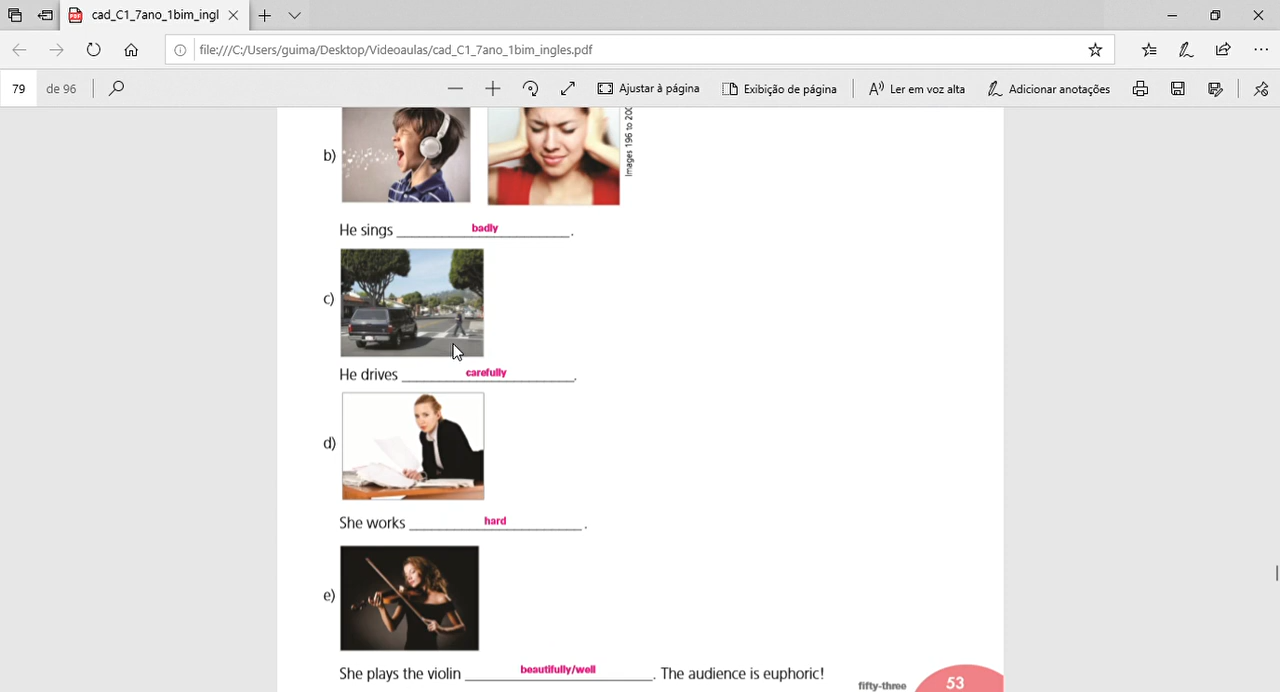 cad_C1_7ano_1bim_ingl
file:///C:/Users/guima/Desktop/Videoaulas/cad_C1_7ano_1bim_ingles.pdf
79 de 96 Ajustar à página Exibição de página Ler em voz alta Adicionar anotações
b)
Images 196 to 200
He sings badly.
c)
He drives carefully.
d)
She works hard.
e)
She plays the violin beautifully/well. The audience is euphoric!
fifty-three 53